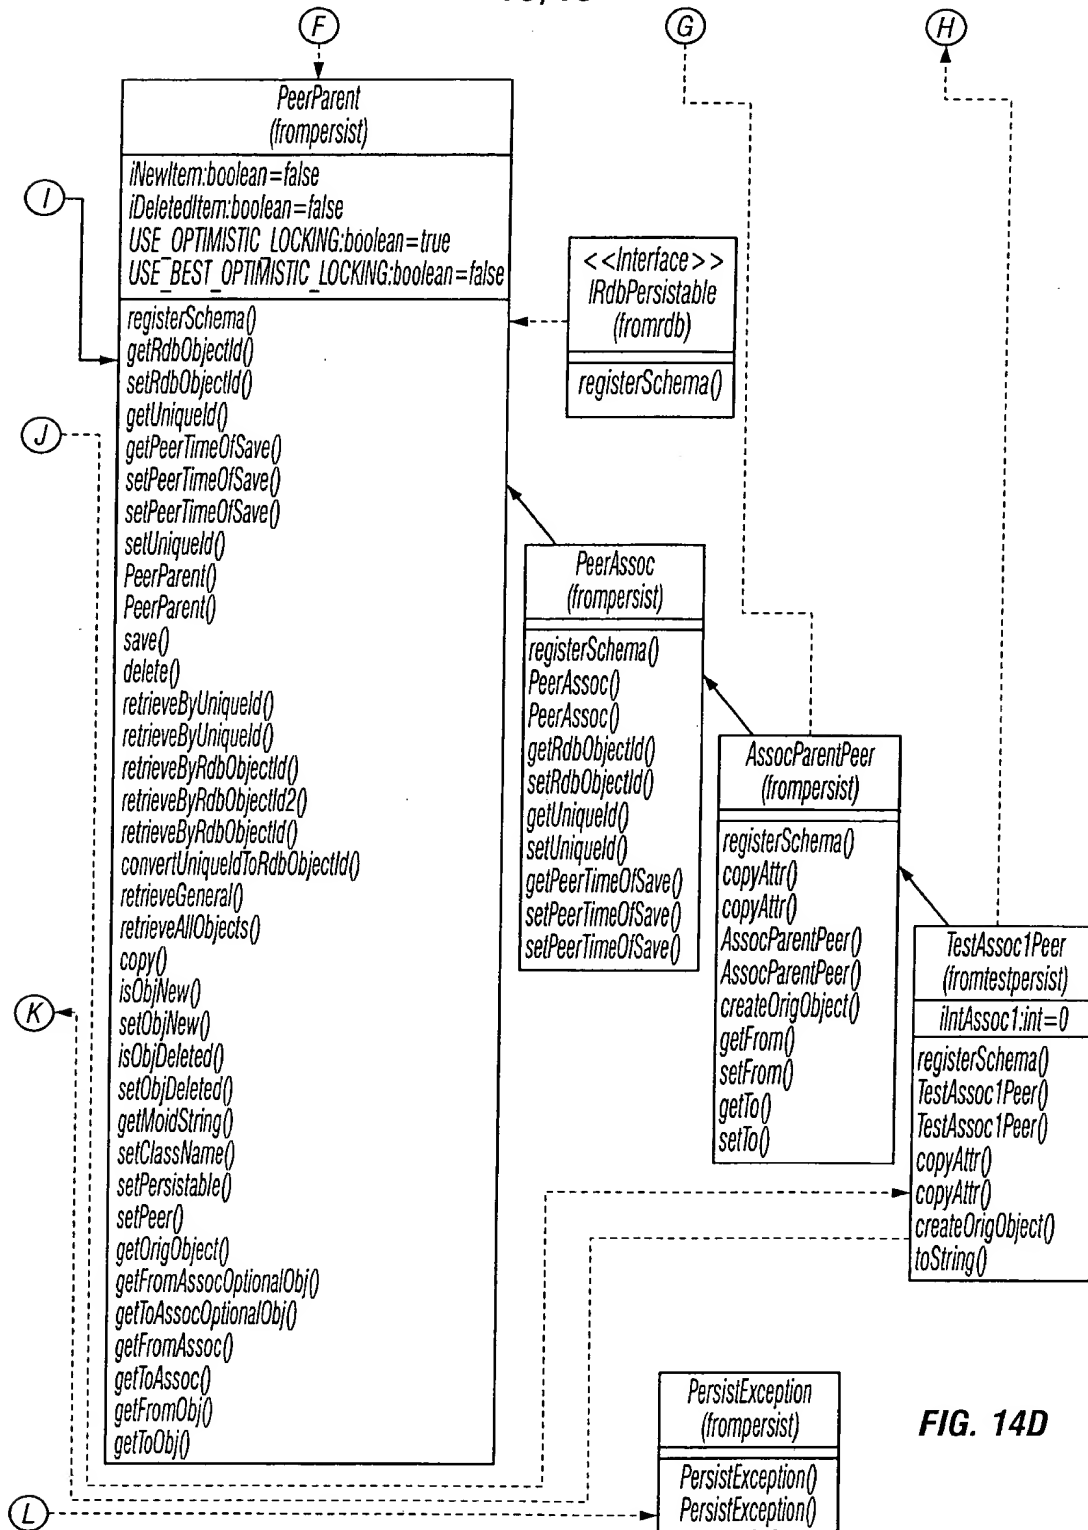 F
G
H
PeerParent
(frompersist)
iNewItem:boolean=false
iDeletedItem:boolean=false
USE_OPTIMISTIC_LOCKING:boolean=true
USE_BEST_OPTIMISTIC_LOCKING:boolean=false
registerSchema()
getRdbObjectId()
setRdbObjectId()
getUniqueId()
getPeerTimeOfSave()
setPeerTimeOfSave()
setPeerTimeOfSave()
setUniqueId()
PeerParent()
PeerParent()
save()
delete()
retrieveByUniqueId()
retrieveByUniqueId()
retrieveByRdbObjectId()
retrieveByRdbObjectId2()
retrieveByRdbObjectId()
convertUniqueIdToRdbObjectId()
retrieveGeneral()
retrieveAllObjects()
copy()
isObjNew()
setObjNew()
isObjDeleted()
setObjDeleted()
getMoidString()
setClassName()
setPersistable()
setPeer()
getOrigObject()
getFromAssocOptionalObj()
getToAssocOptionalObj()
getFromAssoc()
getToAssoc()
getFromObj()
getToObj()
I
J
K
L
<<Interface>>
IRdbPersistable
(fromrdb)
registerSchema()
PeerAssoc
(frompersist)
registerSchema()
PeerAssoc()
PeerAssoc()
getRdbObjectId()
setRdbObjectId()
getUniqueId()
setUniqueId()
getPeerTimeOfSave()
setPeerTimeOfSave()
setPeerTimeOfSave()
AssocParentPeer
(frompersist)
registerSchema()
copyAttr()
copyAttr()
AssocParentPeer()
AssocParentPeer()
createOrigObject()
getFrom()
setFrom()
getTo()
setTo()
TestAssoc1Peer
(fromtestpersist)
iIntAssoc1:int=0
registerSchema()
TestAssoc1Peer()
TestAssoc1Peer()
copyAttr()
copyAttr()
createOrigObject()
toString()
PersistException
(frompersist)
PersistException()
PersistException()
FIG. 14D